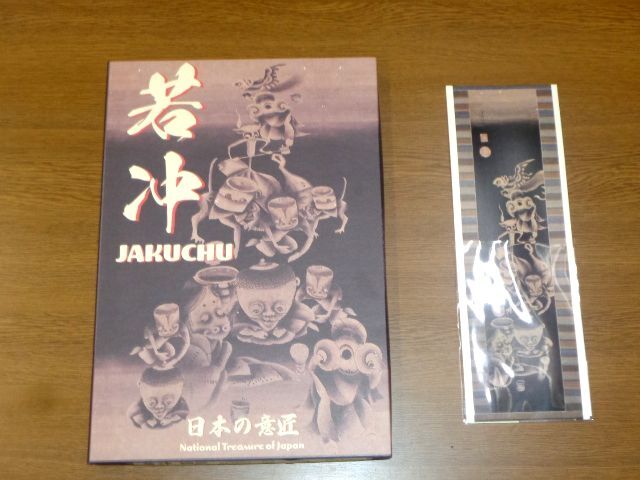 若冲
JAKUCHU
日本の意匠
National Treasure of Japan